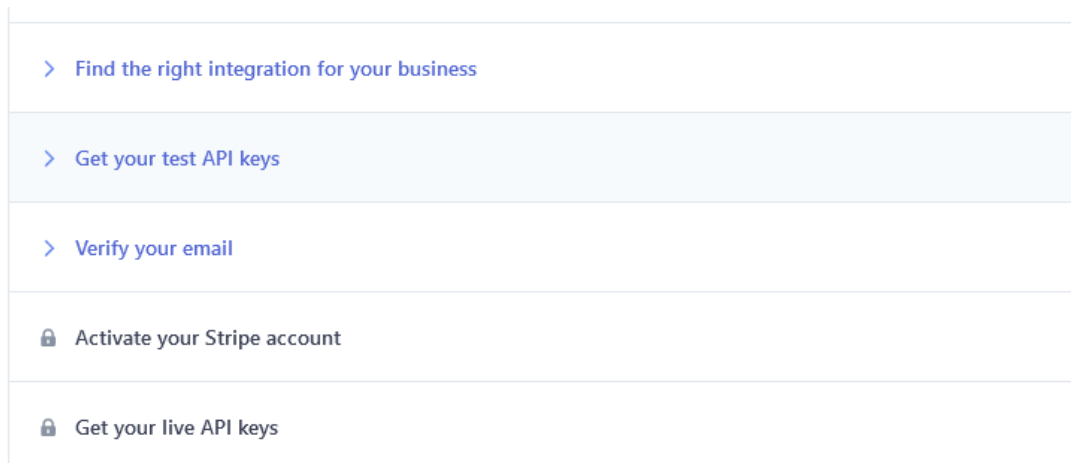 Find the right integration for your business
Get your test API keys
Verify your email
Activate your Stripe account
Get your live API keys